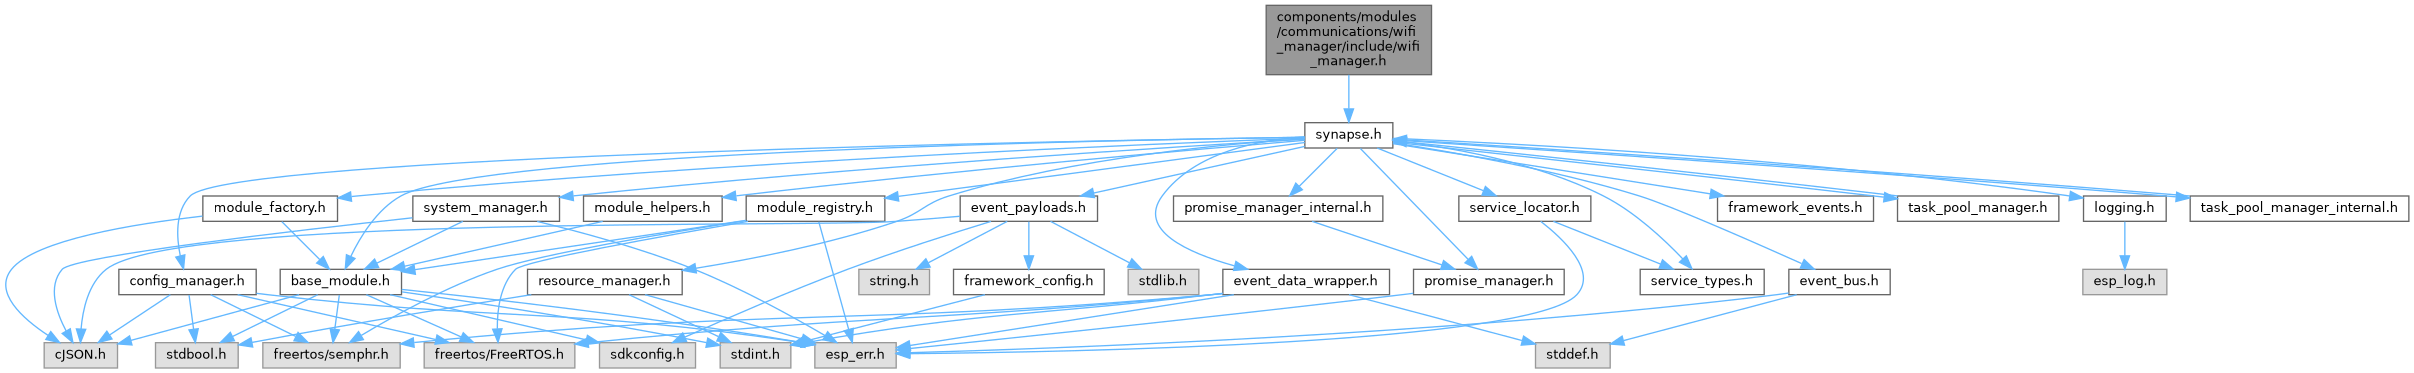 components/modules
/communications/wifi
_manager/include/wifi
_manager.h
synapse.h
module_factory.h
system_manager.h
module_helpers.h
module_registry.h
event_payloads.h
promise_manager_internal.h
service_locator.h
framework_events.h
task_pool_manager.h
logging.h
task_pool_manager_internal.h
config_manager.h
base_module.h
resource_manager.h
string.h
framework_config.h
stdlib.h
event_data_wrapper.h
promise_manager.h
service_types.h
event_bus.h
esp_log.h
cJSON.h
stdbool.h
freertos/semphr.h
freertos/FreeRTOS.h
sdkconfig.h
stdint.h
esp_err.h
stddef.h